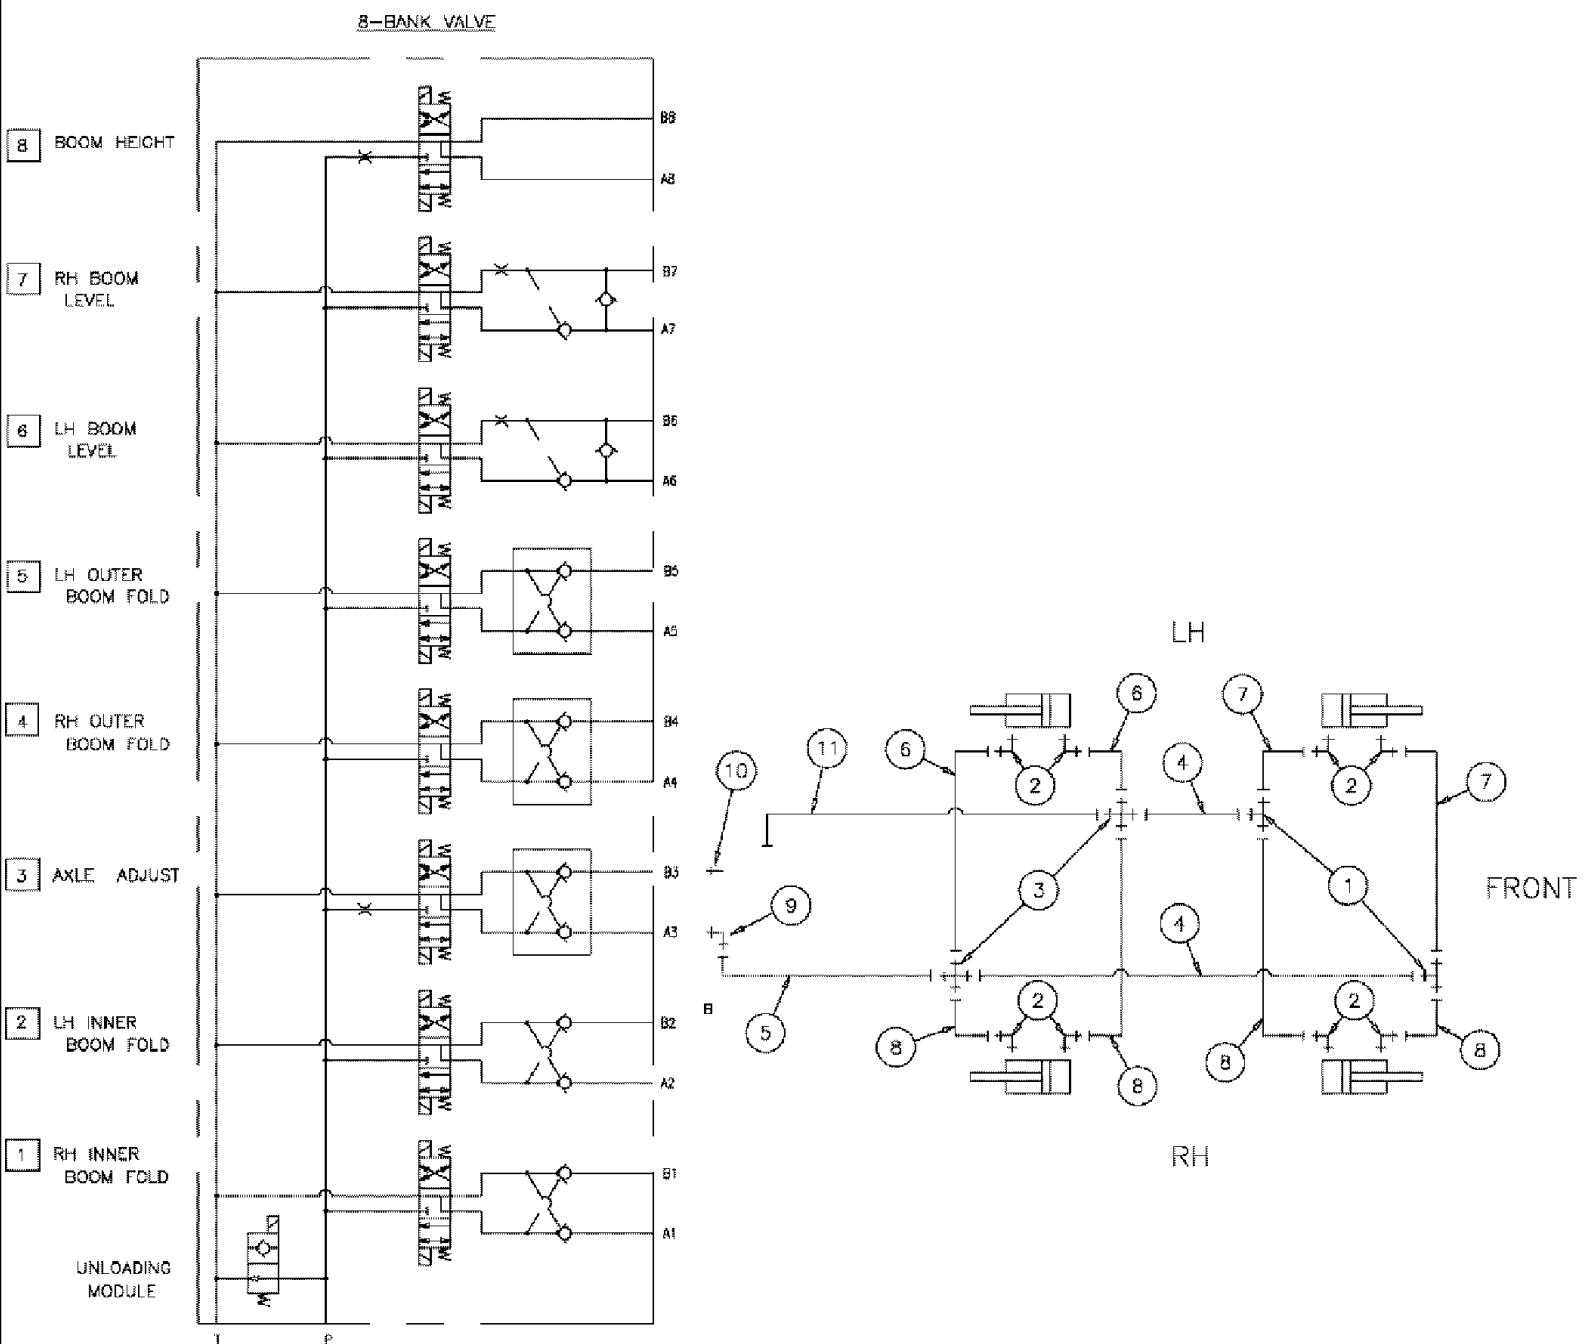 8-BANK VALVE
8 BOOM HEIGHT
B8
A8
7 RH BOOM
LEVEL
B7
A7
6 LH BOOM
LEVEL
B6
A6
5 LH OUTER
BOOM FOLD
B5
A5
4 RH OUTER
BOOM FOLD
B4
A4
3 AXLE ADJUST
B3
A3
2 LH INNER
BOOM FOLD
B2
A2
1 RH INNER
BOOM FOLD
B1
A1
UNLOADING
MODULE
T P
LH
6 7
11 6 2 4 2
10 7
9 3 1
FRONT
4
B 5 2 2
8 8 8
8
RH